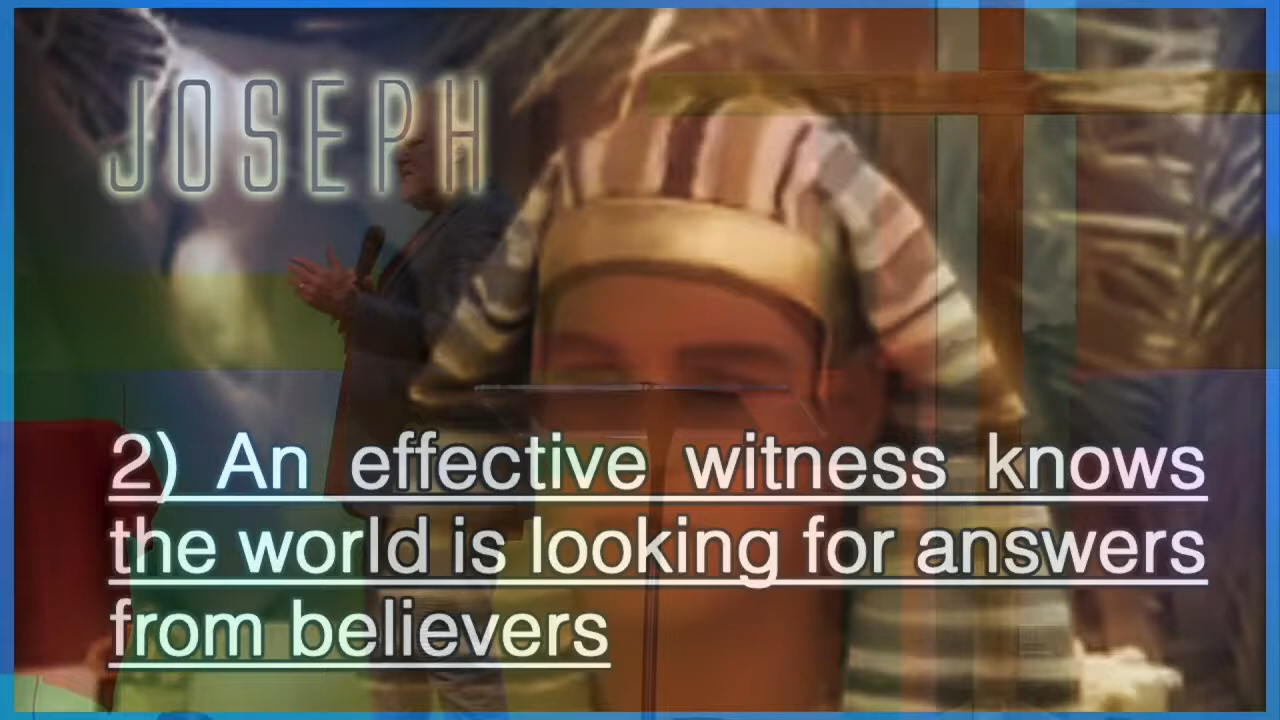 JOSEPH
2) An effective witness knows
the world is looking for answers
from believers